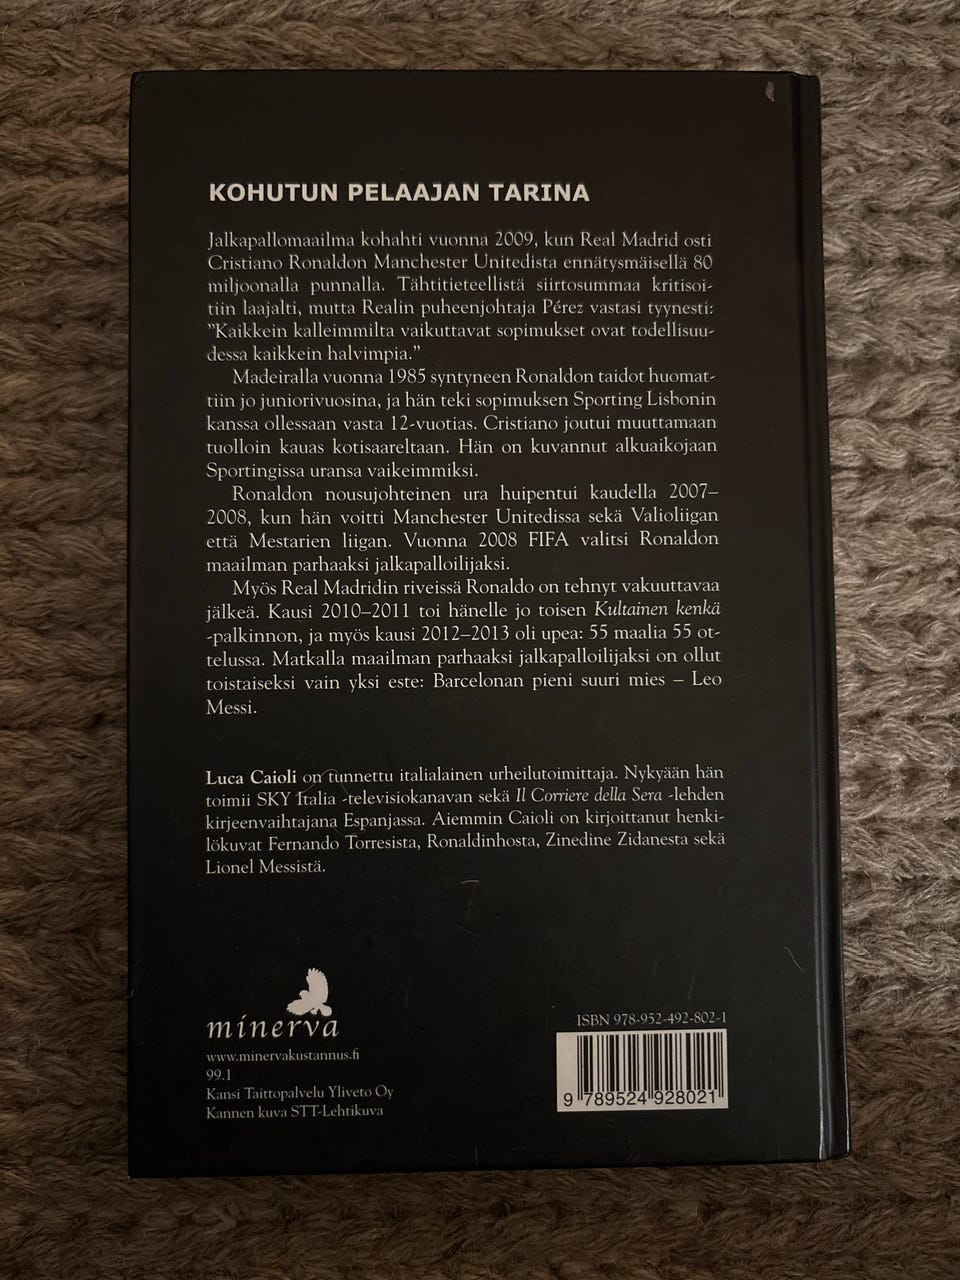 KOHUTUN PELAAJAN TARINA
Jalkapallomaailma kohahti vuonna 2009, kun Real Madrid osti
Cristiano Ronaldon Manchester Unitedista ennätysmäisellä 80
miljoonalla punnalla. Tähtitieteellistä siirtosummaa kritisoi-
tiin laajalti, mutta Realin puheenjohtaja Pérez vastasi tyynesti:
”Kaikkein kalleimmilta vaikuttavat sopimukset ovat todellisuu-
dessa kaikkein halvimpia.”
Madeiralla vuonna 1985 syntyneen Ronaldon taidot huomat-
tiin jo juniorivuosina, ja hän teki sopimuksen Sporting Lisbonin
kanssa ollessaan vasta 12-vuotias. Cristiano joutui muuttamaan
tuolloin kauas kotisaareltaan. Hän on kuvannut alkuaikojaan
Sportingissa uransa vaikeimmiksi.
Ronaldon nousujohteinen ura huipentui kaudella 2007–
2008, kun hän voitti Manchester Unitedissa sekä Valioliigan
että Mestarien liigan. Vuonna 2008 FIFA valitsi Ronaldon
maailman parhaaksi jalkapalloilijaksi.
Myös Real Madridin riveissä Ronaldo on tehnyt vakuuttavaa
jälkeä. Kausi 2010–2011 toi hänelle jo toisen Kultainen kenkä
-palkinnon, ja myös kausi 2012–2013 oli upea: 55 maalia 55 ot-
telussa. Matkalla maailman parhaaksi jalkapalloilijaksi on ollut
toistaiseksi vain yksi este: Barcelonan pieni suuri mies – Leo
Messi.
Luca Caioli on tunnettu italialainen urheilutoimittaja. Nykyään hän
toimii SKY Italia -televisiokanavan sekä Il Corriere della Sera -lehden
kirjeenvaihtajana Espanjassa. Aiemmin Caioli on kirjoittanut henki-
lökuvat Fernando Torresista, Ronaldinhosta, Zinedine Zidanesta sekä
Lionel Messistä.
minerva
www.minervakustannus.fi
99.1
Kansi Taittopalvelu Yliveto Oy
Kannen kuva STT-Lehtikuva
ISBN 978-952-492-802-1
9 789524 928021